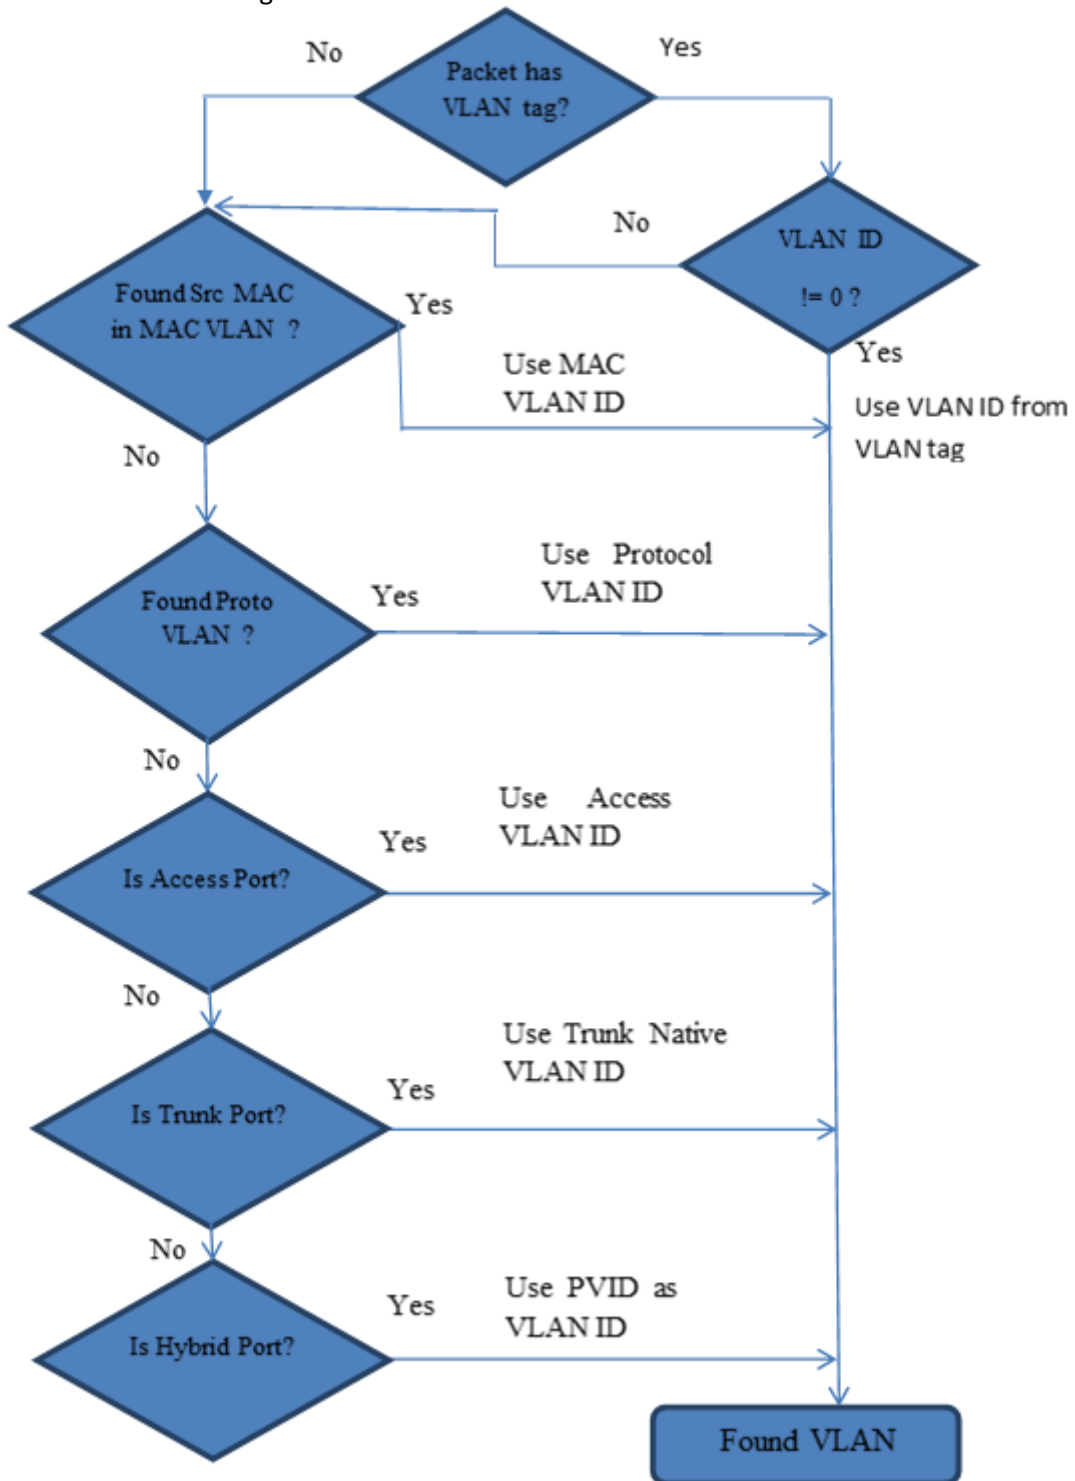 No
Packet has
VLAN tag?
Yes
No
VLAN ID
!= 0 ?
Found Src MAC
in MAC VLAN ?
Yes
Yes
Use MAC
VLAN ID
Use VLAN ID from
VLAN tag
No
Found Proto
VLAN ?
Yes
Use Protocol
VLAN ID
No
Is Access Port?
Yes
Use Access
VLAN ID
No
Is Trunk Port?
Yes
Use Trunk Native
VLAN ID
No
Is Hybrid Port?
Yes
Use PVID as
VLAN ID
Found VLAN